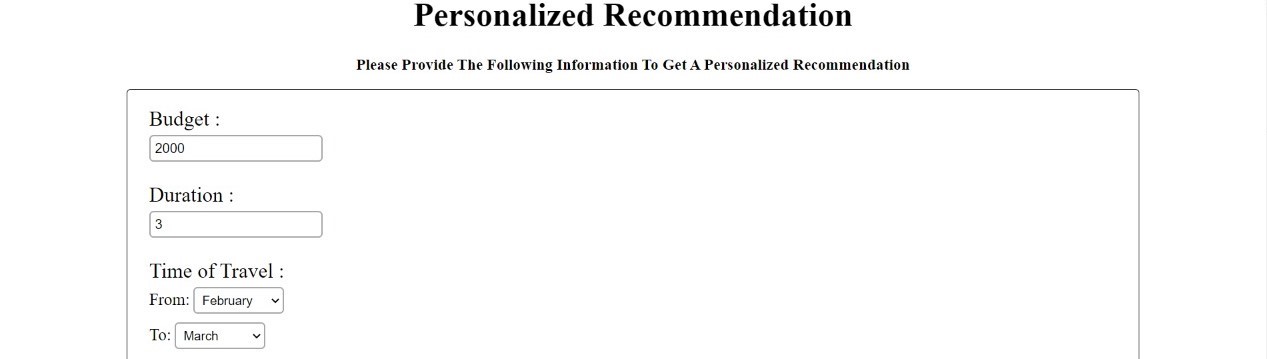 Personalized Recommendation
Please Provide The Following Information To Get A Personalized Recommendation
Budget :
2000
Duration :
3
Time of Travel :
From: February
To: March